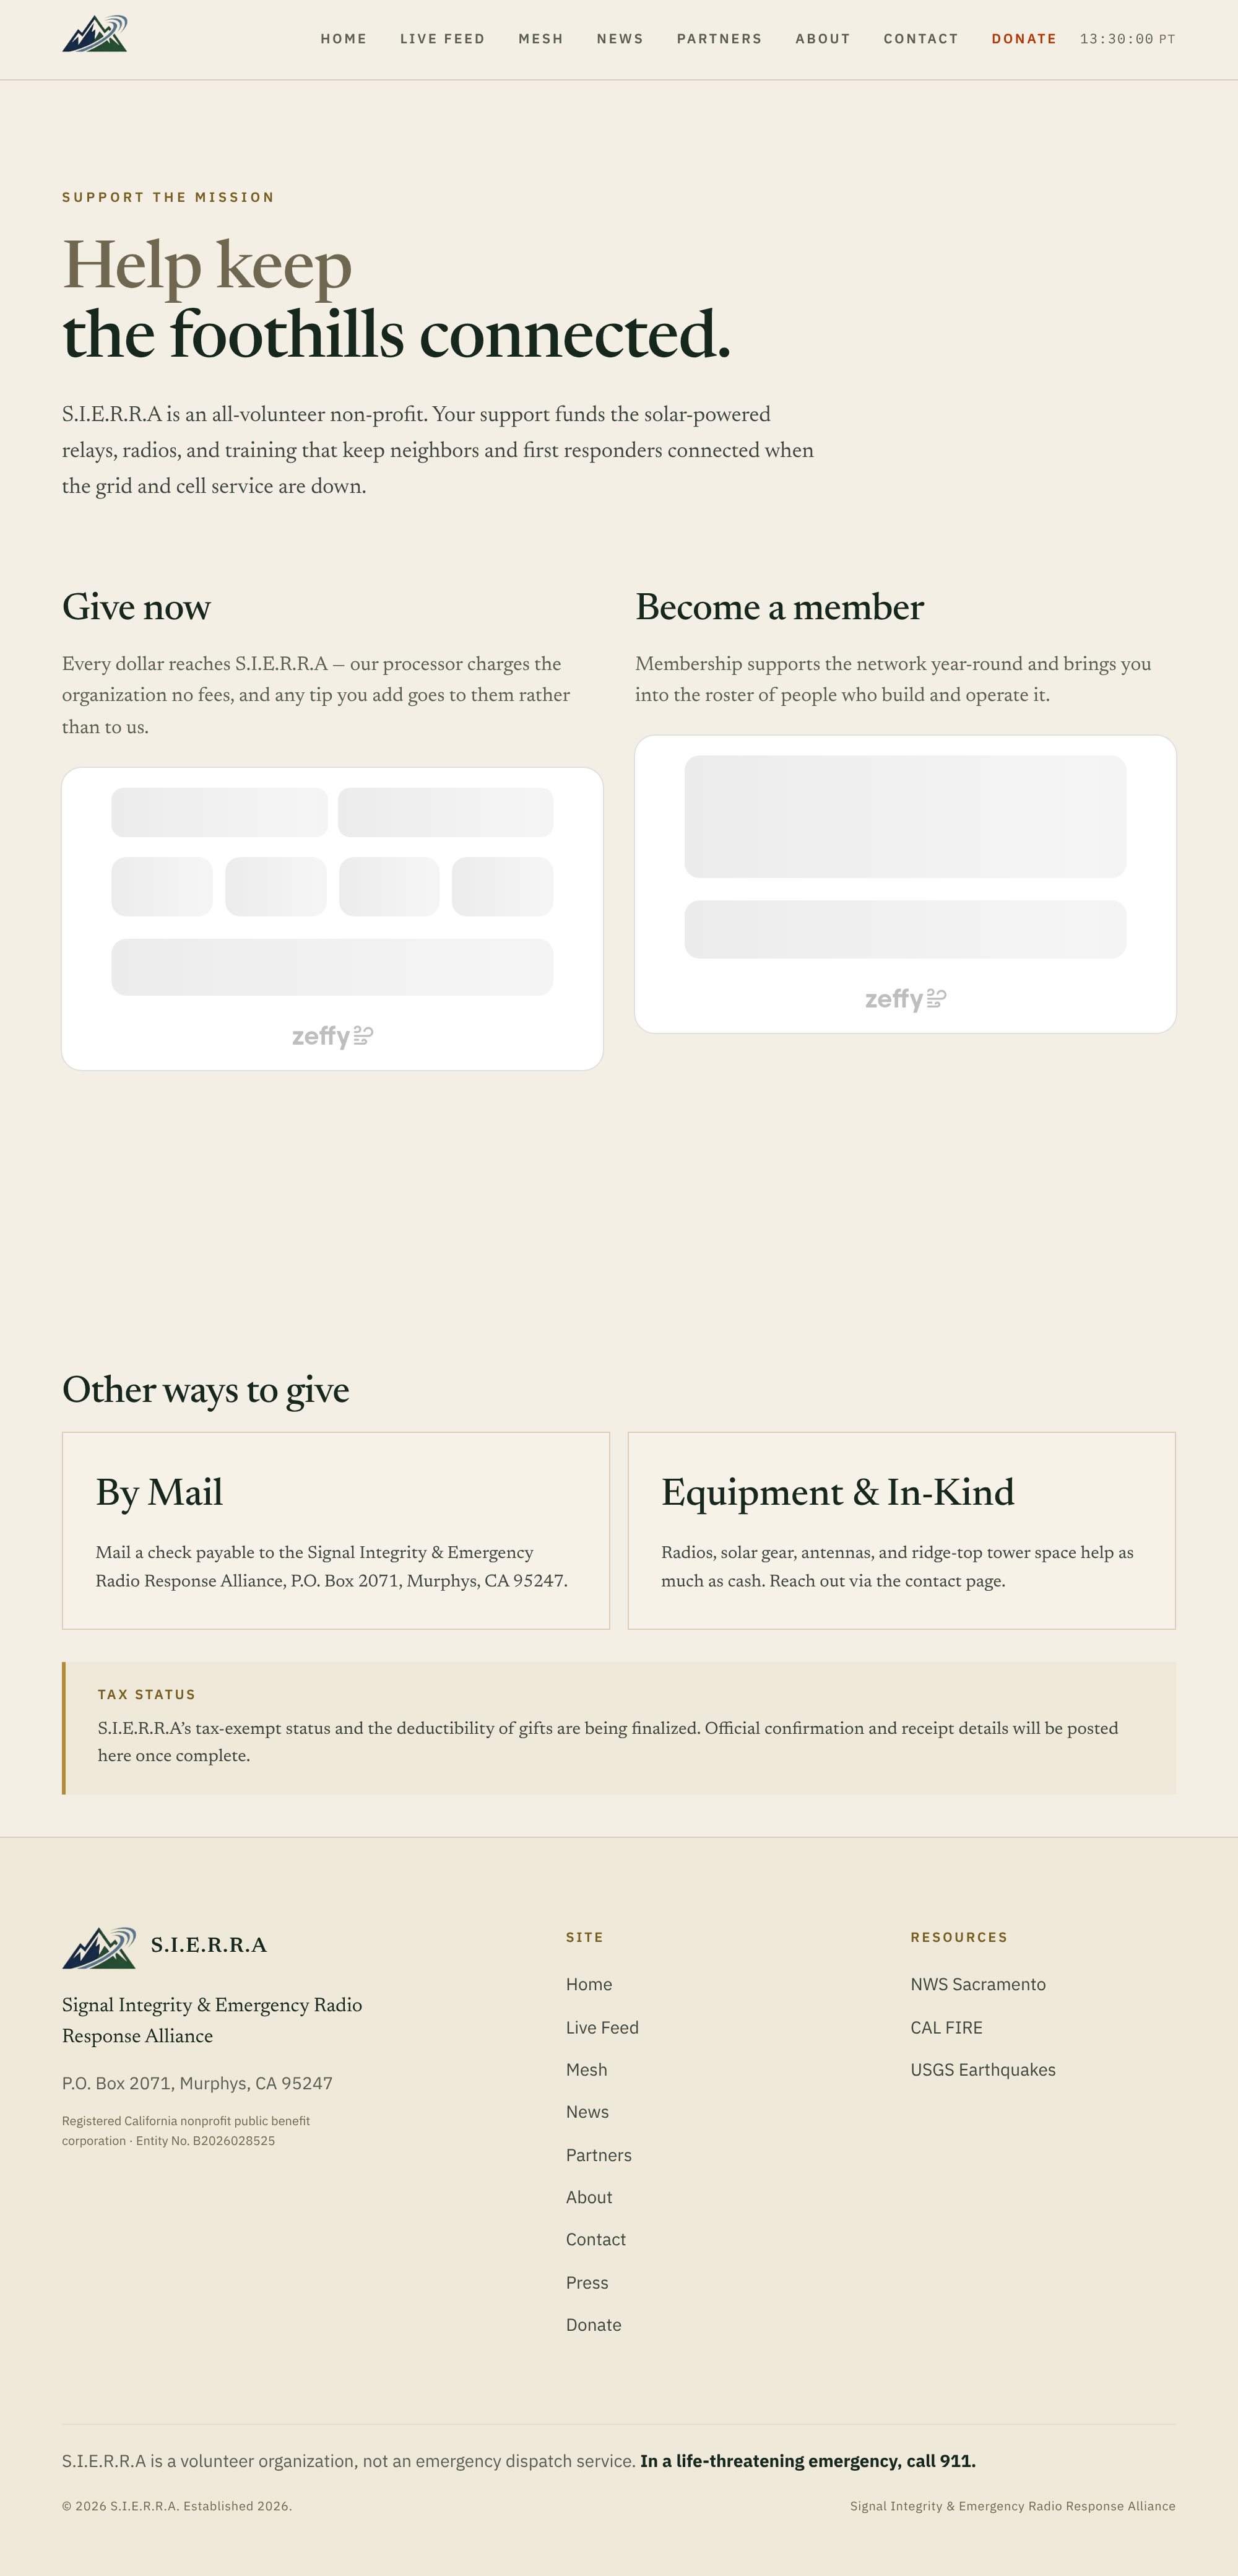 HOME LIVE FEED MESH NEWS PARTNERS ABOUT CONTACT DONATE 13:30:00 PT
SUPPORT THE MISSION
Help keep
the foothills connected.
S.I.E.R.R.A is an all-volunteer non-profit. Your support funds the solar-powered
relays, radios, and training that keep neighbors and first responders connected when
the grid and cell service are down.
Give now
Every dollar reaches S.I.E.R.R.A — our processor charges the
organization no fees, and any tip you add goes to them rather
than to us.
zeffy
Become a member
Membership supports the network year-round and brings you
into the roster of people who build and operate it.
zeffy
Other ways to give
By Mail
Mail a check payable to the Signal Integrity & Emergency
Radio Response Alliance, P.O. Box 2071, Murphys, CA 95247.
Equipment & In-Kind
Radios, solar gear, antennas, and ridge-top tower space help as
much as cash. Reach out via the contact page.
TAX STATUS
S.I.E.R.R.A’s tax-exempt status and the deductibility of gifts are being finalized. Official confirmation and receipt details will be posted
here once complete.
S.I.E.R.R.A
Signal Integrity & Emergency Radio
Response Alliance
P.O. Box 2071, Murphys, CA 95247
Registered California nonprofit public benefit
corporation · Entity No. B2026028525
SITE
Home
Live Feed
Mesh
News
Partners
About
Contact
Press
Donate
RESOURCES
NWS Sacramento
CAL FIRE
USGS Earthquakes
S.I.E.R.R.A is a volunteer organization, not an emergency dispatch service. In a life-threatening emergency, call 911.
© 2026 S.I.E.R.R.A. Established 2026.
Signal Integrity & Emergency Radio Response Alliance